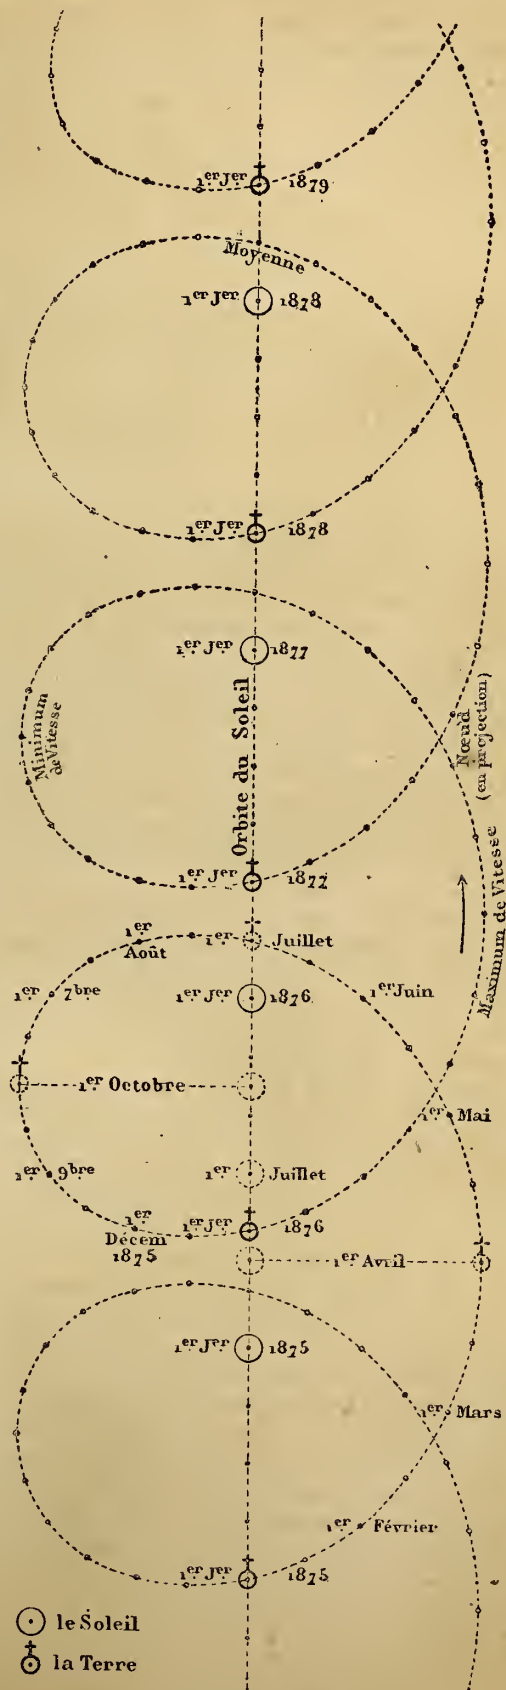 1er Jer 1879
Moyenne
1er Jer 1878
1er Jer 1878
1er Jer 1877
Minimum
de Vitesse
Orbite du Soleil
Nœud
(en projection)
1er Jer 1877
Maximum de Vitesse
1er
Août
1er Juillet
1er 7bre
1er Jer 1876
1er Juin
1er Octobre
1er Mai
1er 9bre
1er Juillet
1er
Décem
1875
1er Jer 1876
1er Avril
1er Jer 1875
1er Mars
1er Février
1er Jer 1875
le Soleil
la Terre